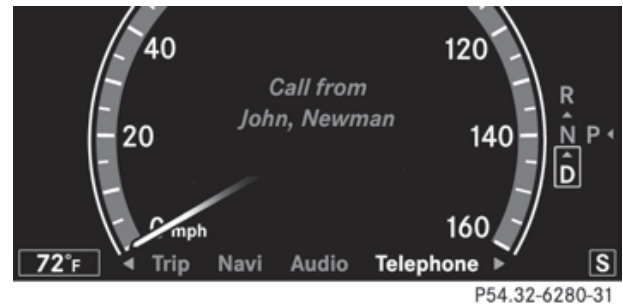 40
120
Call from
John, Newman
R
20
140
N P
D
0 mph
160
72°F Trip Navi Audio Telephone S
P54.32-6280-31